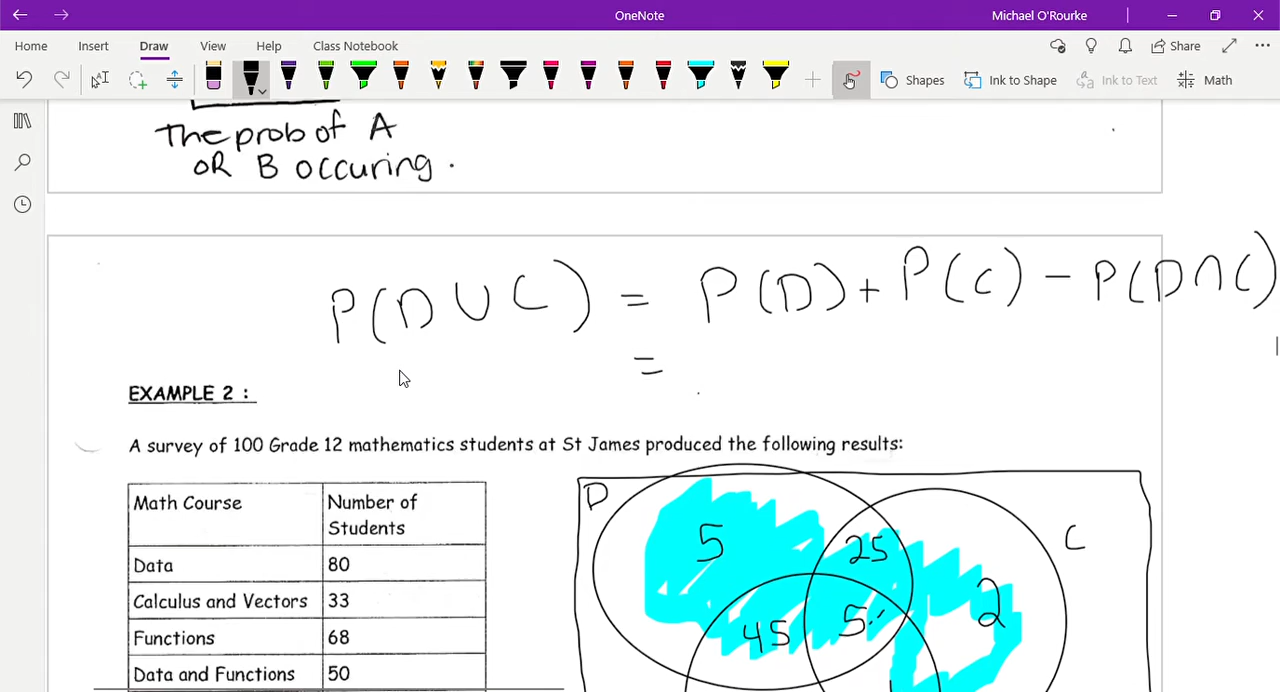 OneNote
Michael O'Rourke
Home Insert Draw View Help Class Notebook Share
Shapes Ink to Shape Ink to Text Math
The prob of A
OR B occuring.
P(D ∪ C) = P(D) + P(C) - P(D∩C)
=
EXAMPLE 2 :
A survey of 100 Grade 12 mathematics students at St James produced the following results:
Math Course Number of
Students
Data 80
Calculus and Vectors 33
Functions 68
Data and Functions 50
D
C
5 25
2
45 5